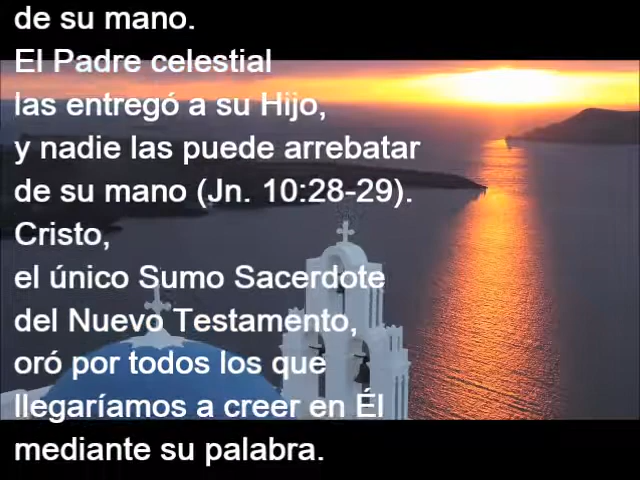 de su mano.
El Padre celestial
las entregó a su Hijo,
y nadie las puede arrebatar
de su mano (Jn. 10:28-29).
Cristo,
el único Sumo Sacerdote
del Nuevo Testamento,
oró por todos los que
llegaríamos a creer en Él
mediante su palabra.